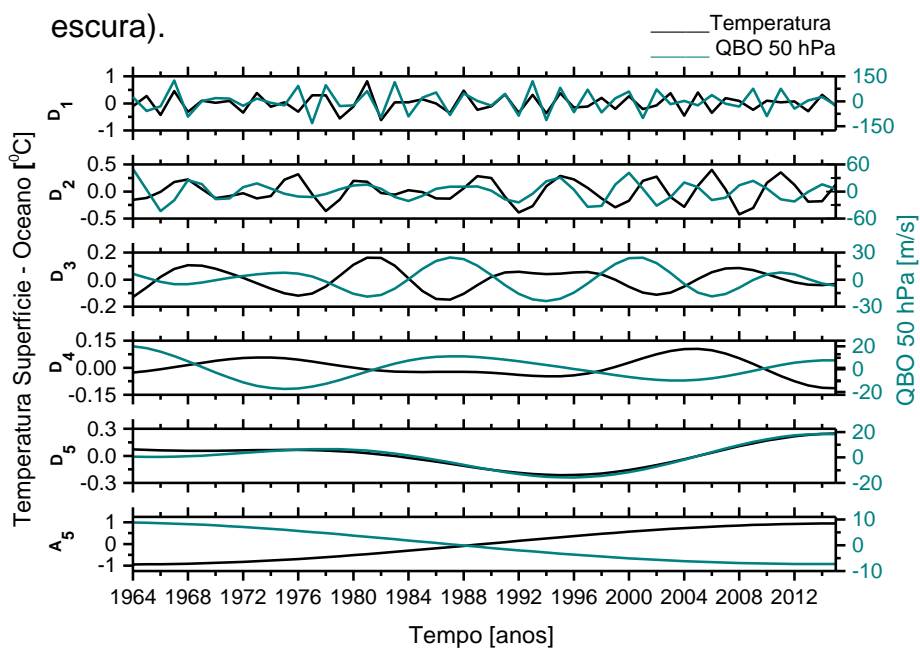 escura).
Temperatura
QBO 50 hPa
Temperatura Superfície - Oceano [⁰C]
QBO 50 hPa [m/s]
D1
1
0
-1
150
0
-150
D2
0.5
0.0
-0.5
60
0
-60
D3
0.2
0.0
-0.2
30
0
-30
D4
0.15
0.00
-0.15
20
0
-20
D5
0.3
0.0
-0.3
20
0
-20
A5
1
0
-1
10
0
-10
1964 1968 1972 1976 1980 1984 1988 1992 1996 2000 2004 2008 2012
Tempo [anos]